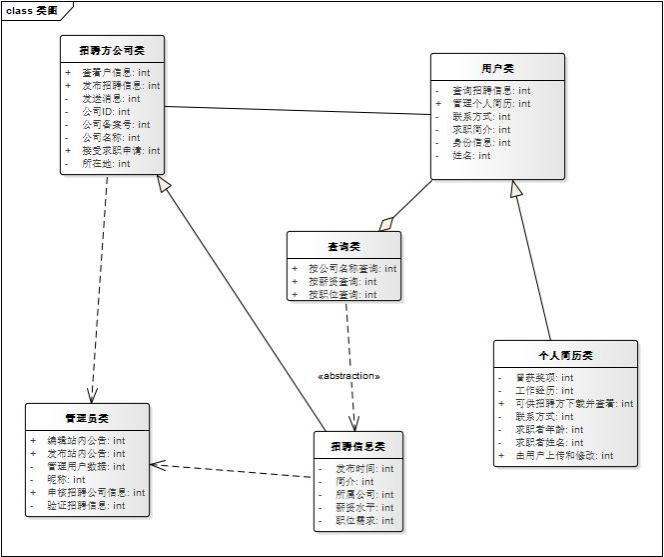 class 类图
招聘方公司类
+ 查看户信息: int
+ 发布招聘信息: int
- 发送消息: int
- 公司ID: int
- 公司备案号: int
- 公司名称: int
+ 接受求职申请: int
- 所在地: int
用户类
- 查询招聘信息: int
+ 管理个人简历: int
- 联系方式: int
- 求职简介: int
- 身份信息: int
- 姓名: int
查询类
+ 按公司名称查询: int
+ 按薪资查询: int
+ 按职位查询: int
«abstraction»
个人简历类
- 曾获奖项: int
- 工作经历: int
+ 可供招聘方下载并查看: int
- 联系方式: int
- 求职者年龄: int
- 求职者姓名: int
+ 由用户上传和修改: int
管理员类
+ 编辑站内公告: int
+ 发布站内公告: int
- 管理用户数据: int
- 昵称: int
+ 审核招聘公司信息: int
- 验证招聘信息: int
招聘信息类
- 发布时间: int
- 简介: int
- 所属公司: int
- 薪资水平: int
- 职位需求: int